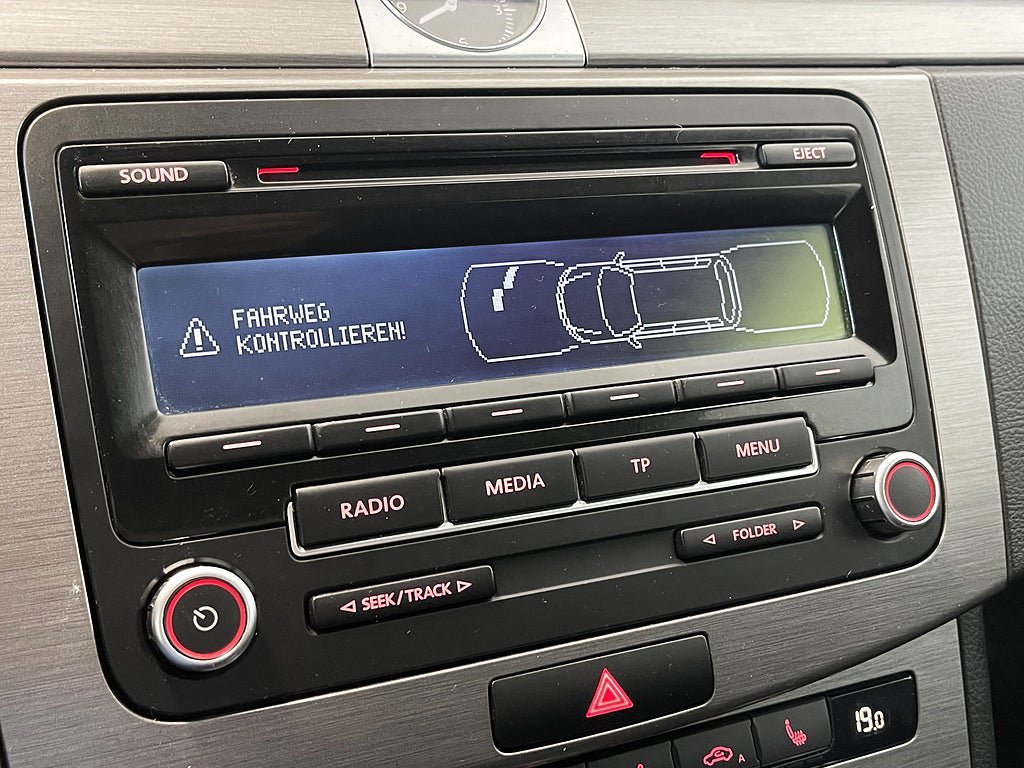 SOUND
EJECT
FAHRWEG
KONTROLLIEREN!
RADIO
MEDIA
TP
MENU
SEEK/TRACK
FOLDER
19.0
A